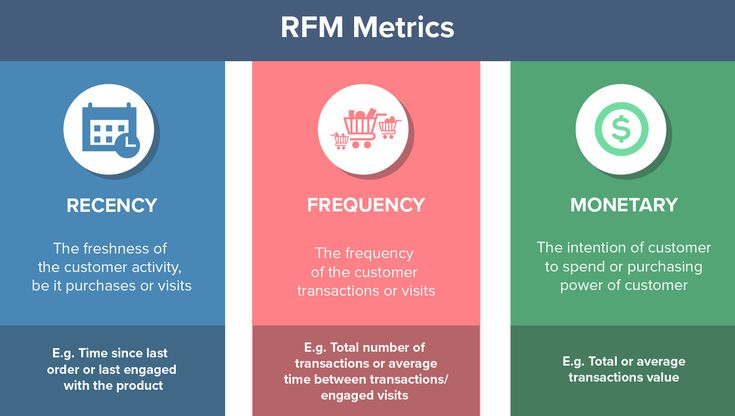 RFM Metrics
RECENCY
The freshness of
the customer activity,
be it purchases or visits
E.g. Time since last
order or last engaged
with the product
FREQUENCY
The frequency
of the customer
transactions or visits
E.g. Total number of
transactions or average
time between transactions/
engaged visits
MONETARY
The intention of customer
to spend or purchasing
power of customer
E.g. Total or average
transactions value